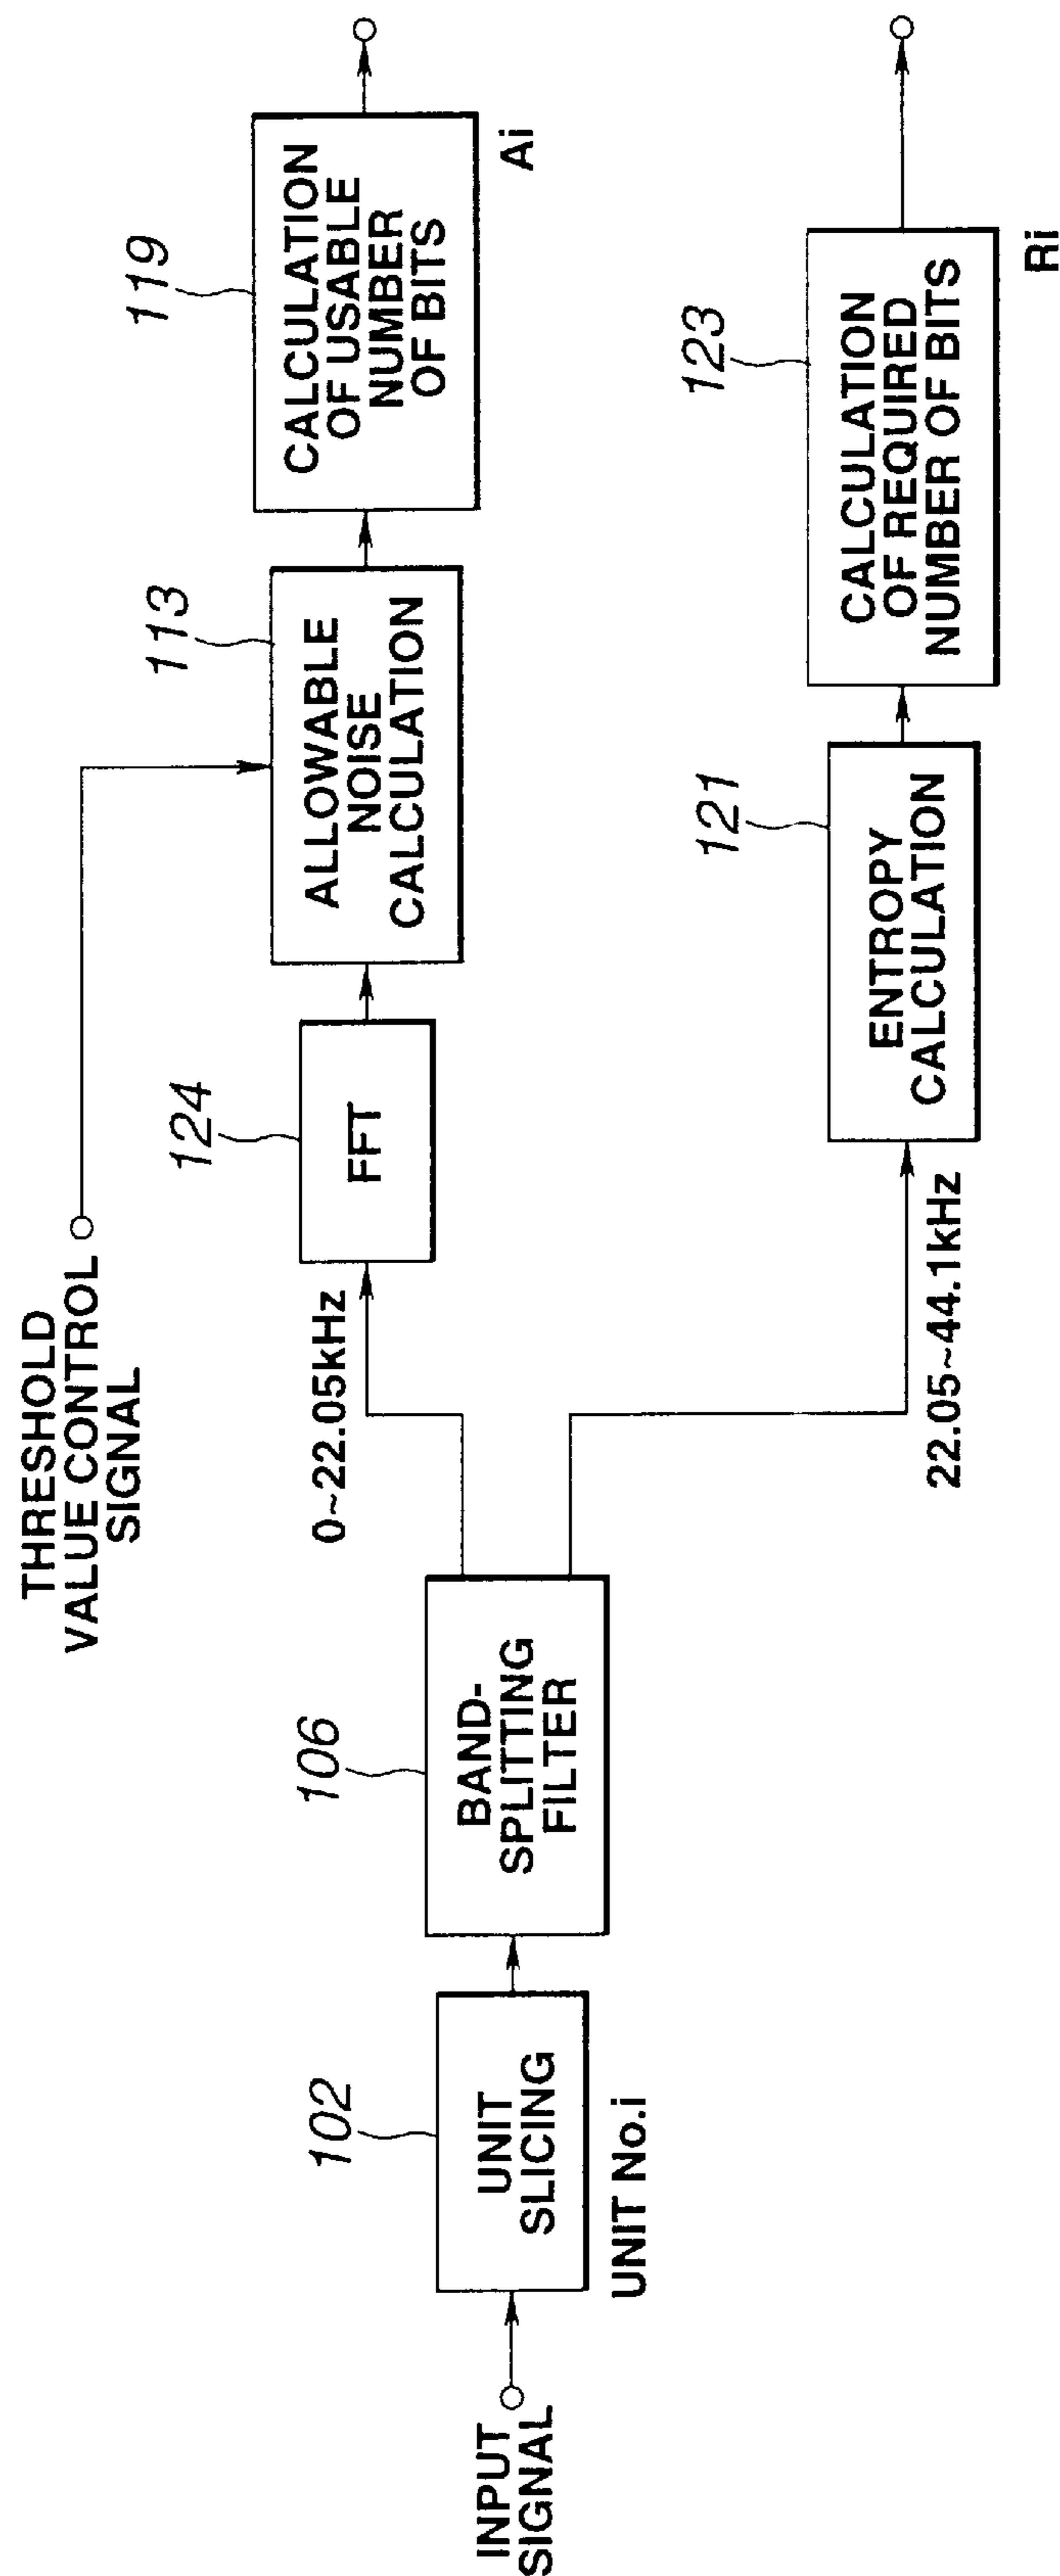 INPUT
SIGNAL
102
UNIT
SLICING
UNIT No.i
106
BAND-
SPLITTING
FILTER
THRESHOLD
VALUE CONTROL
SIGNAL
0~22.05kHz
124
FFT
113
ALLOWABLE
NOISE
CALCULATION
119
CALCULATION
OF USABLE
NUMBER
OF BITS
Ai
22.05~44.1kHz
121
ENTROPY
CALCULATION
123
CALCULATION
OF REQUIRED
NUMBER OF BITS
Ri